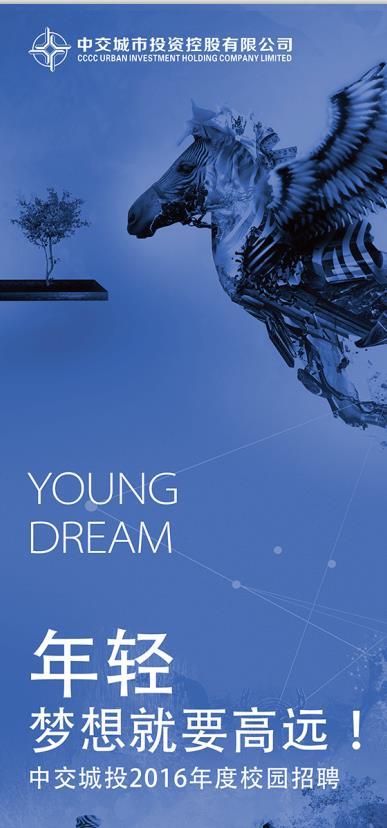 中交城市投资控股有限公司
CCCC URBAN INVESTMENT HOLDING COMPANY LIMITED
YOUNG
DREAM
年轻
梦想就要高远！
中交城投2016年度校园招聘